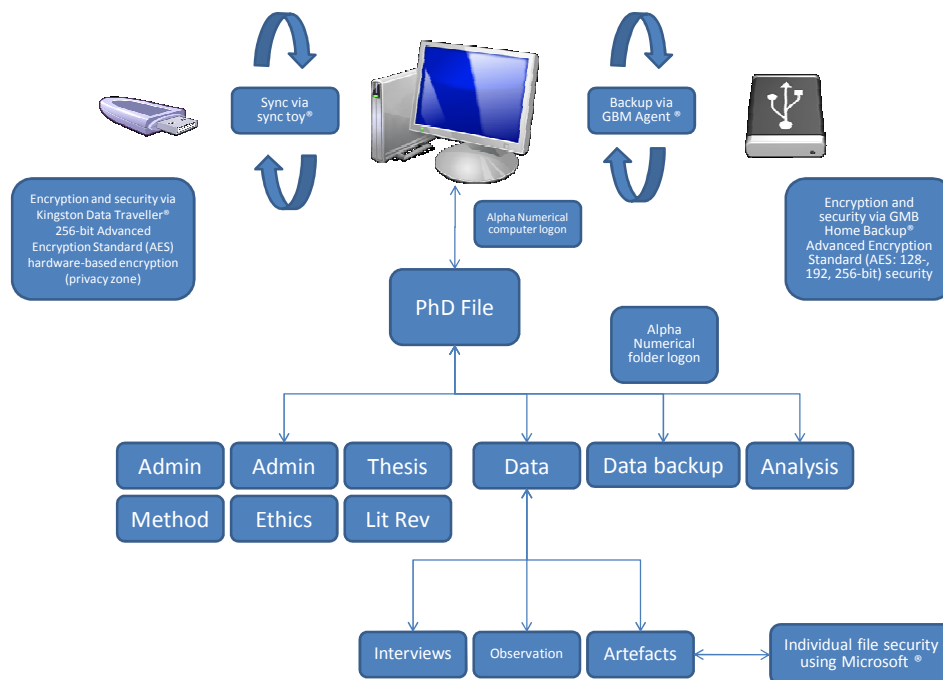 Sync via
sync toy®
Backup via
GBM Agent ®
Encryption and security via
Kingston Data Traveller®
256-bit Advanced
Encryption Standard (AES)
hardware-based encryption
(privacy zone)
Alpha Numerical
computer logon
Encryption and
security via GMB
Home Backup®
Advanced Encryption
Standard (AES: 128-,
192, 256-bit) security
PhD File
Alpha
Numerical
folder logon
Admin
Admin
Thesis
Data
Data backup
Analysis
Method
Ethics
Lit Rev
Interviews
Observation
Artefacts
Individual file security
using Microsoft ®